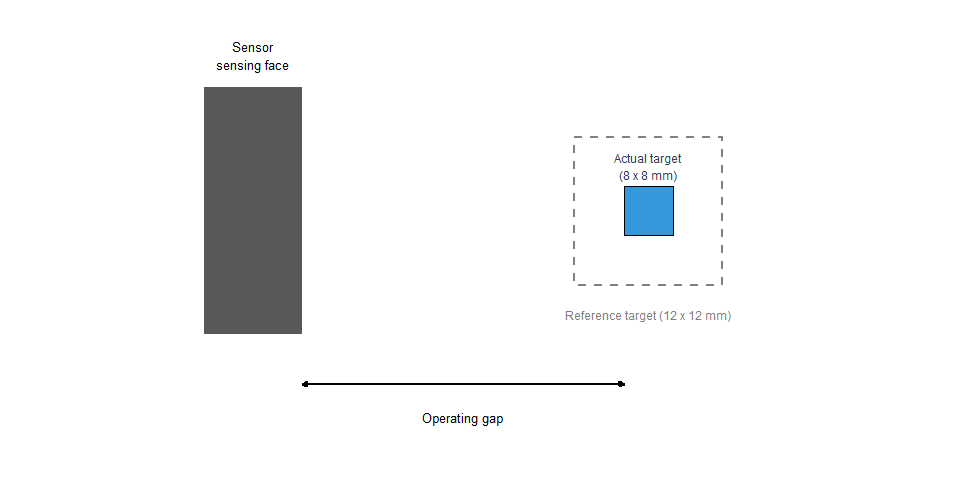 Sensor
sensing face
Actual target
(8 x 8 mm)
Reference target (12 x 12 mm)
Operating gap